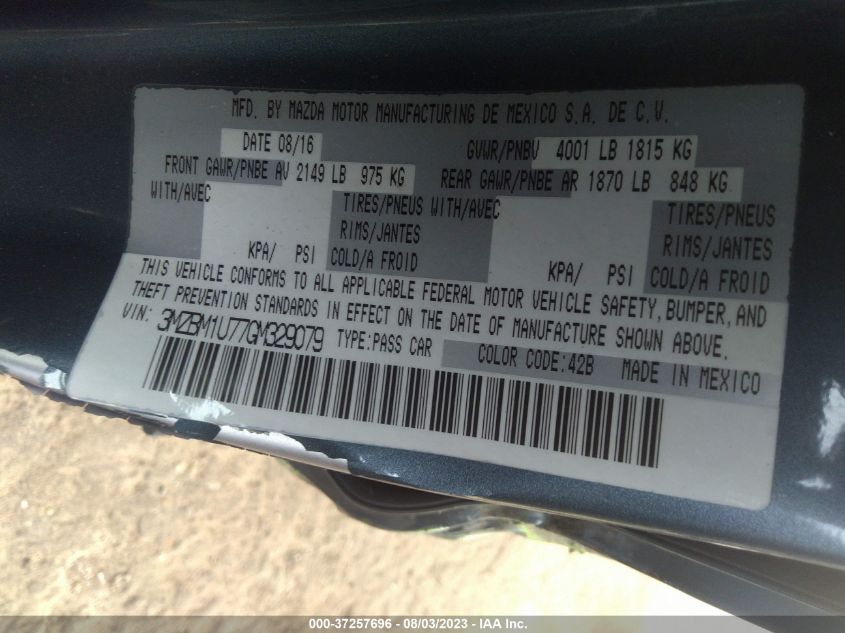 MFD. BY MAZDA MOTOR MANUFACTURING DE MEXICO S.A. DE C.V.
DATE 08/16 GVWR/PNBV 4001 LB 1815 KG
FRONT GAWR/PNBE AV 2149 LB 975 KG REAR GAWR/PNBE AR 1870 LB 848 KG
WITH/AVEC TIRES/PNEUS WITH/AVEC TIRES/PNEUS
RIMS/JANTES RIMS/JANTES
KPA/ PSI COLD/A FROID KPA/ PSI COLD/A FROID
THIS VEHICLE CONFORMS TO ALL APPLICABLE FEDERAL MOTOR VEHICLE SAFETY, BUMPER, AND
THEFT PREVENTION STANDARDS IN EFFECT ON THE DATE OF MANUFACTURE SHOWN ABOVE.
VIN: 3MZBM1U77GM329079 TYPE:PASS CAR COLOR CODE:42B MADE IN MEXICO
000-37257696 - 08/03/2023 - IAA Inc.